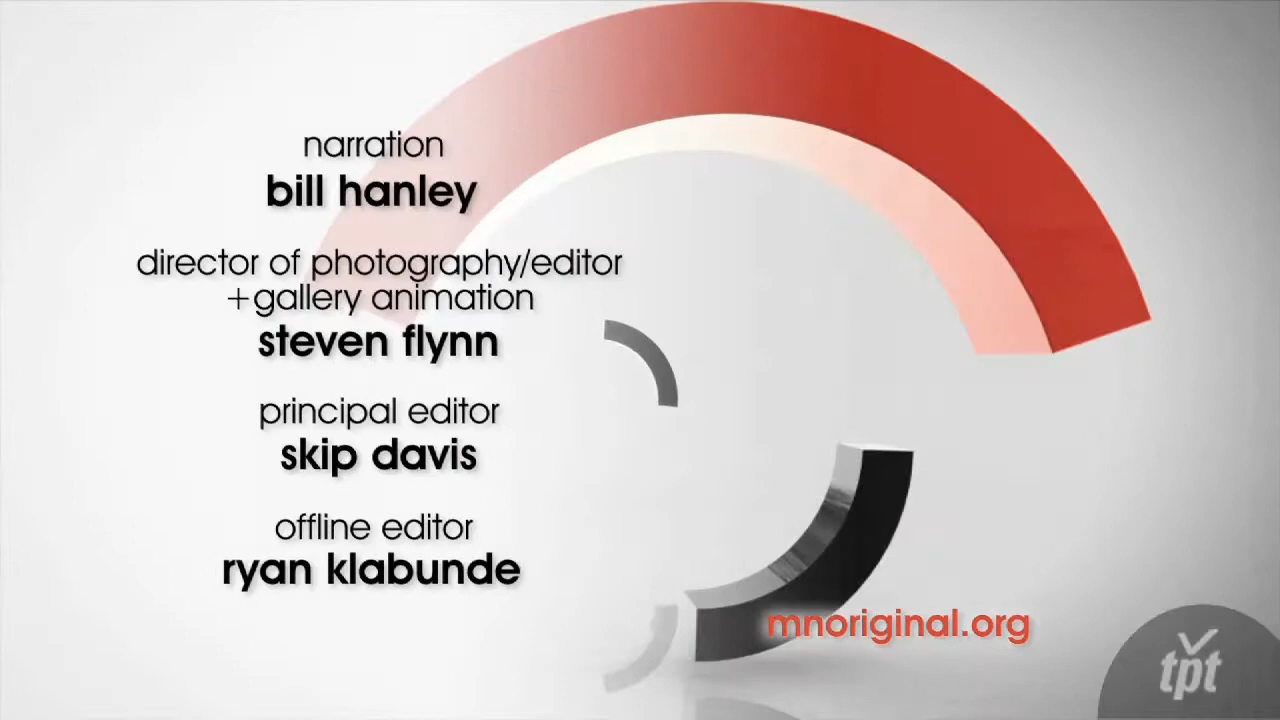 narration
bill hanley
director of photography/editor
+gallery animation
steven flynn
principal editor
skip davis
offline editor
ryan klabunde
mnoriginal.org
tpt